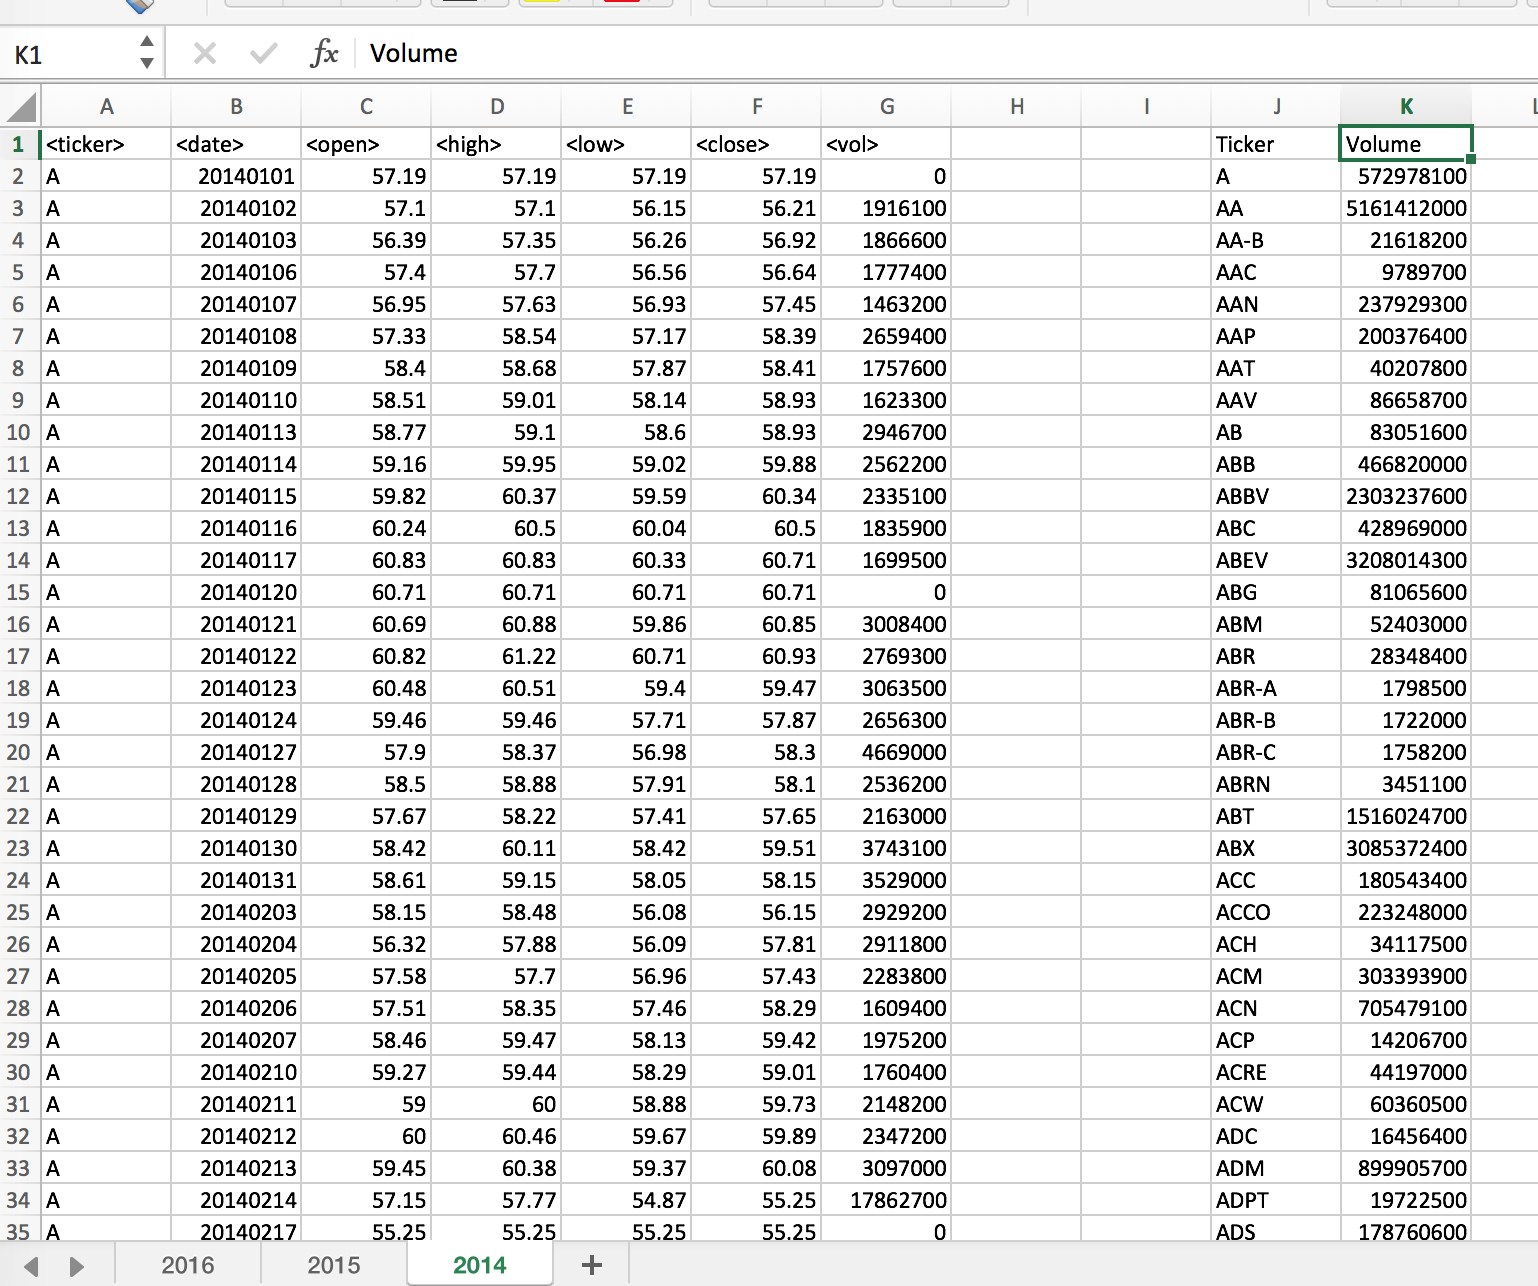 K1 fx Volume
A B C D E F G H I J K L
1 <ticker> <date> <open> <high> <low> <close> <vol> Ticker Volume
2 A 20140101 57.19 57.19 57.19 57.19 0 A 572978100
3 A 20140102 57.1 57.1 56.15 56.21 1916100 AA 5161412000
4 A 20140103 56.39 57.35 56.26 56.92 1866600 AA-B 21618200
5 A 20140106 57.4 57.7 56.56 56.64 1777400 AAC 9789700
6 A 20140107 56.95 57.63 56.93 57.45 1463200 AAN 237929300
7 A 20140108 57.33 58.54 57.17 58.39 2659400 AAP 200376400
8 A 20140109 58.4 58.68 57.87 58.41 1757600 AAT 40207800
9 A 20140110 58.51 59.01 58.14 58.93 1623300 AAV 86658700
10 A 20140113 58.77 59.1 58.6 58.93 2946700 AB 83051600
11 A 20140114 59.16 59.95 59.02 59.88 2562200 ABB 466820000
12 A 20140115 59.82 60.37 59.59 60.34 2335100 ABBV 2303237600
13 A 20140116 60.24 60.5 60.04 60.5 1835900 ABC 428969000
14 A 20140117 60.83 60.83 60.33 60.71 1699500 ABEV 3208014300
15 A 20140120 60.71 60.71 60.71 60.71 0 ABG 81065600
16 A 20140121 60.69 60.88 59.86 60.85 3008400 ABM 52403000
17 A 20140122 60.82 61.22 60.71 60.93 2769300 ABR 28348400
18 A 20140123 60.48 60.51 59.4 59.47 3063500 ABR-A 1798500
19 A 20140124 59.46 59.46 57.71 57.87 2656300 ABR-B 1722000
20 A 20140127 57.9 58.37 56.98 58.3 4669000 ABR-C 1758200
21 A 20140128 58.5 58.88 57.91 58.1 2536200 ABRN 3451100
22 A 20140129 57.67 58.22 57.41 57.65 2163000 ABT 1516024700
23 A 20140130 58.42 60.11 58.42 59.51 3743100 ABX 3085372400
24 A 20140131 58.61 59.15 58.05 58.15 3529000 ACC 180543400
25 A 20140203 58.15 58.48 56.08 56.15 2929200 ACCO 223248000
26 A 20140204 56.32 57.88 56.09 57.81 2911800 ACH 34117500
27 A 20140205 57.58 57.7 56.96 57.43 2283800 ACM 303393900
28 A 20140206 57.51 58.35 57.46 58.29 1609400 ACN 705479100
29 A 20140207 58.46 59.47 58.13 59.42 1975200 ACP 14206700
30 A 20140210 59.27 59.44 58.29 59.01 1760400 ACRE 44197000
31 A 20140211 59 60 58.88 59.73 2148200 ACW 60360500
32 A 20140212 60 60.46 59.67 59.89 2347200 ADC 16456400
33 A 20140213 59.45 60.38 59.37 60.08 3097000 ADM 899905700
34 A 20140214 57.15 57.77 54.87 55.25 17862700 ADPT 19722500
35 A 20140217 55.25 55.25 55.25 55.25 0 ADS 178760600
2016 2015 2014 +